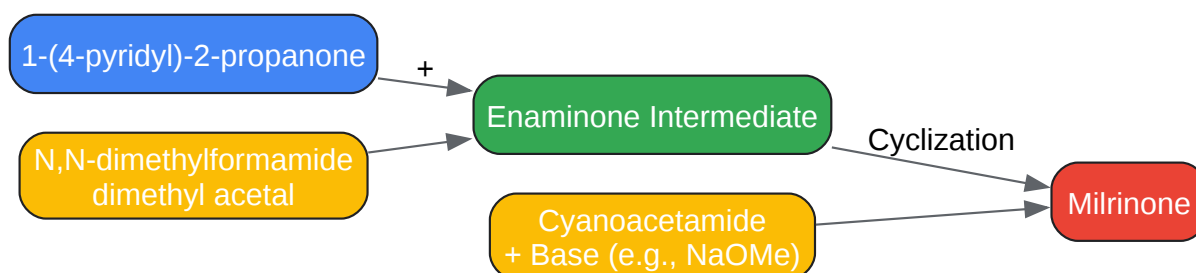 1-(4-pyridyl)-2-propanone
+
Enaminone Intermediate
N,N-dimethylformamide
dimethyl acetal
Cyclization
Cyanoacetamide
+ Base (e.g., NaOMe)
Milrinone